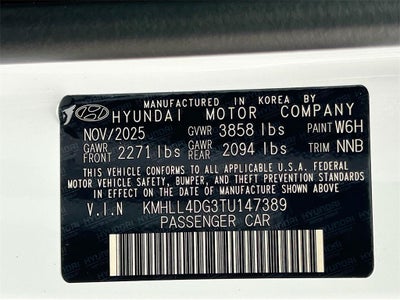 MANUFACTURED IN KOREA BY
HYUNDAI MOTOR COMPANY
NOV/2025 GVWR 3858 lbs PAINT W6H
GAWR FRONT 2271 lbs GAWR REAR 2094 lbs TRIM NNB
THIS VEHICLE CONFORMS TO ALL APPLICABLE U.S.A. FEDERAL
MOTOR VEHICLE SAFETY, BUMPER, AND THEFT PREVENTION STANDARDS
IN EFFECT ON THE DATE OF MANUFACTURE SHOWN ABOVE.
V.I.N KMHLL4DG3TU147389
PASSENGER CAR